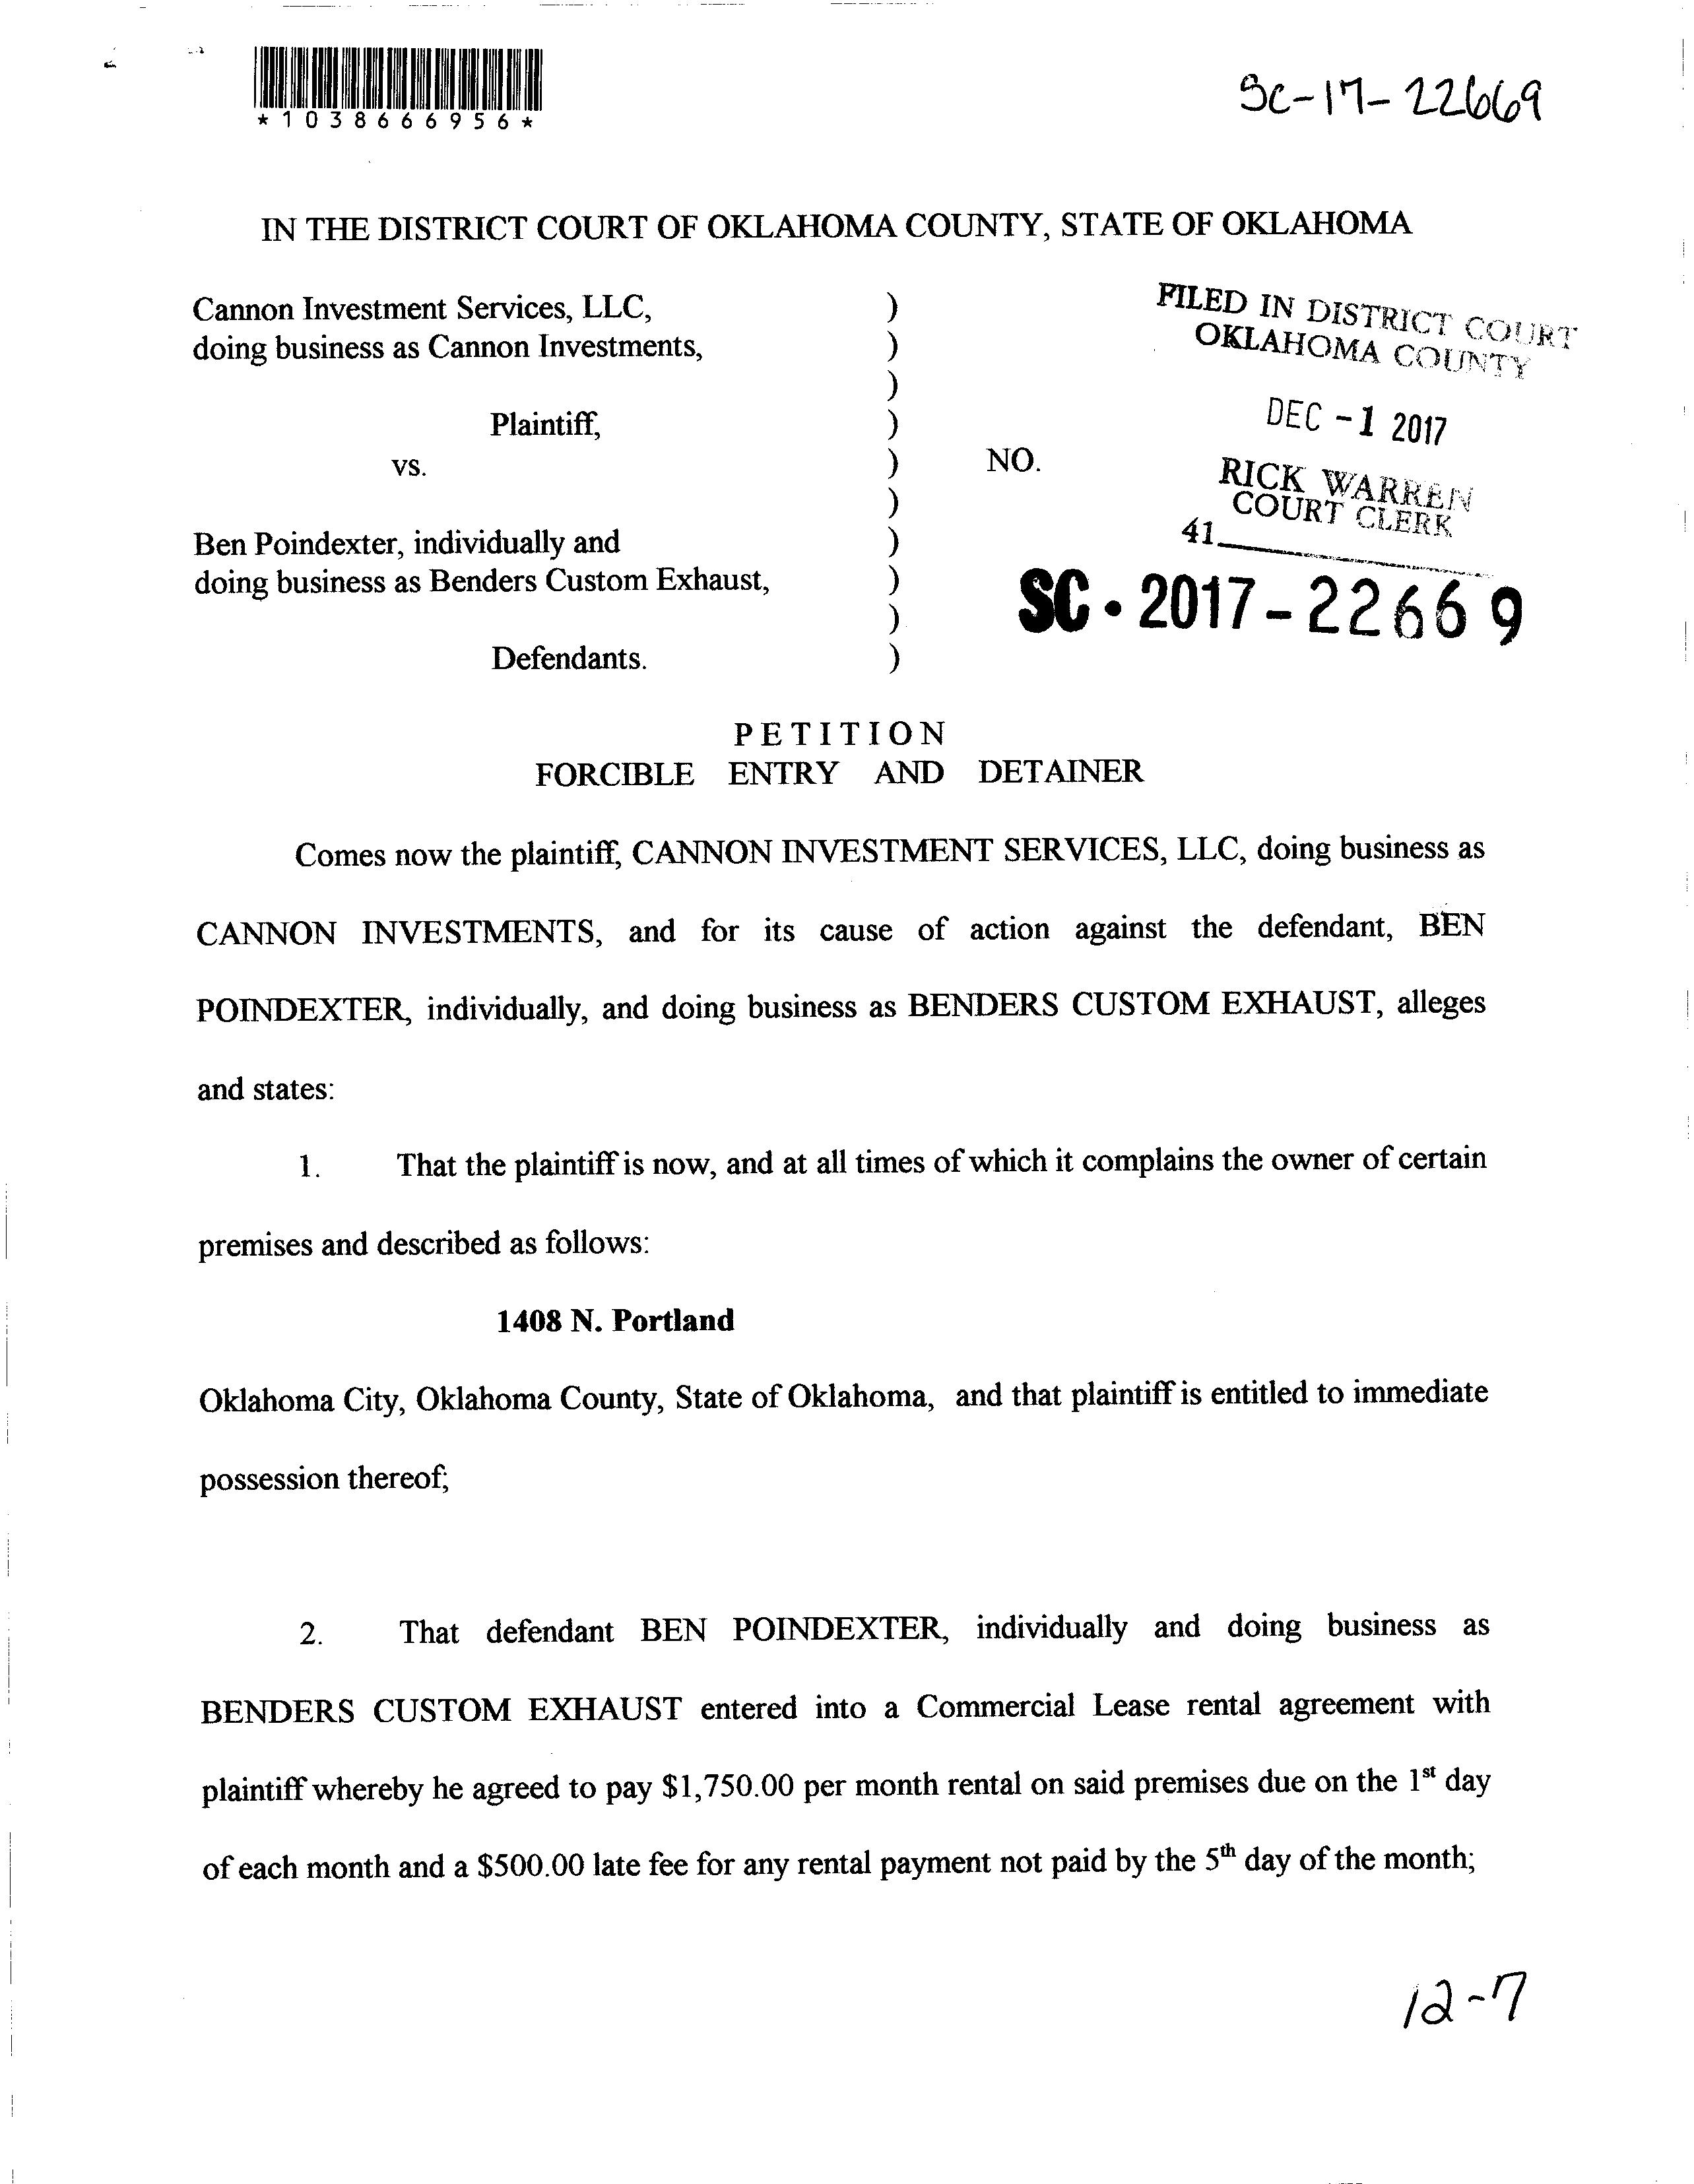 *1038666956*
SC-17-22669
IN THE DISTRICT COURT OF OKLAHOMA COUNTY, STATE OF OKLAHOMA
Cannon Investment Services, LLC, )
doing business as Cannon Investments, )
)
Plaintiff, )
vs. ) NO.
)
Ben Poindexter, individually and )
doing business as Benders Custom Exhaust, )
)
Defendants. )
FILED IN DISTRICT COURT
OKLAHOMA COUNTY
DEC -1 2017
RICK WARREN
COURT CLERK
41
SC • 2017-22669
PETITION
FORCIBLE ENTRY AND DETAINER
Comes now the plaintiff, CANNON INVESTMENT SERVICES, LLC, doing business as
CANNON INVESTMENTS, and for its cause of action against the defendant, BEN
POINDEXTER, individually, and doing business as BENDERS CUSTOM EXHAUST, alleges
and states:
1. That the plaintiff is now, and at all times of which it complains the owner of certain
premises and described as follows:
1408 N. Portland
Oklahoma City, Oklahoma County, State of Oklahoma, and that plaintiff is entitled to immediate
possession thereof;
2. That defendant BEN POINDEXTER, individually and doing business as
BENDERS CUSTOM EXHAUST entered into a Commercial Lease rental agreement with
plaintiff whereby he agreed to pay $1,750.00 per month rental on said premises due on the 1st day
of each month and a $500.00 late fee for any rental payment not paid by the 5th day of the month;
12-7